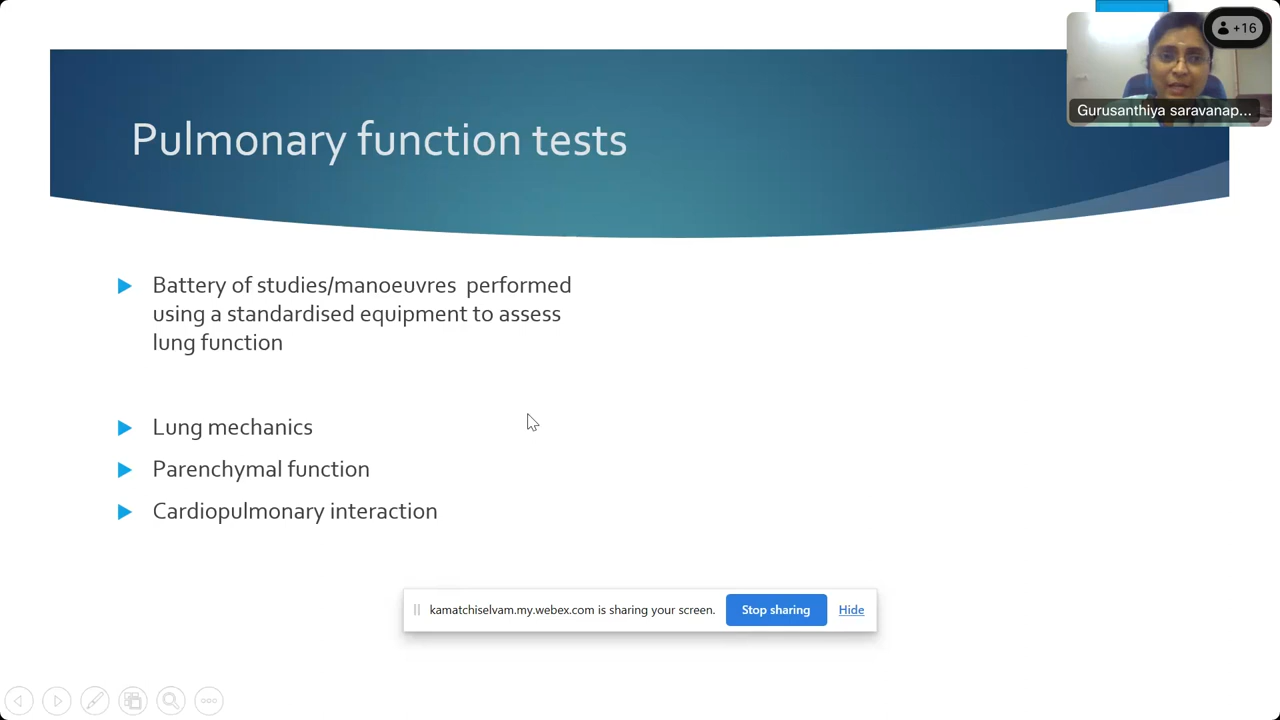 +16
Gurusanthiya saravanap...
Pulmonary function tests
Battery of studies/manoeuvres performed
using a standardised equipment to assess
lung function
Lung mechanics
Parenchymal function
Cardiopulmonary interaction
kamatchiselvam.my.webex.com is sharing your screen. Stop sharing Hide